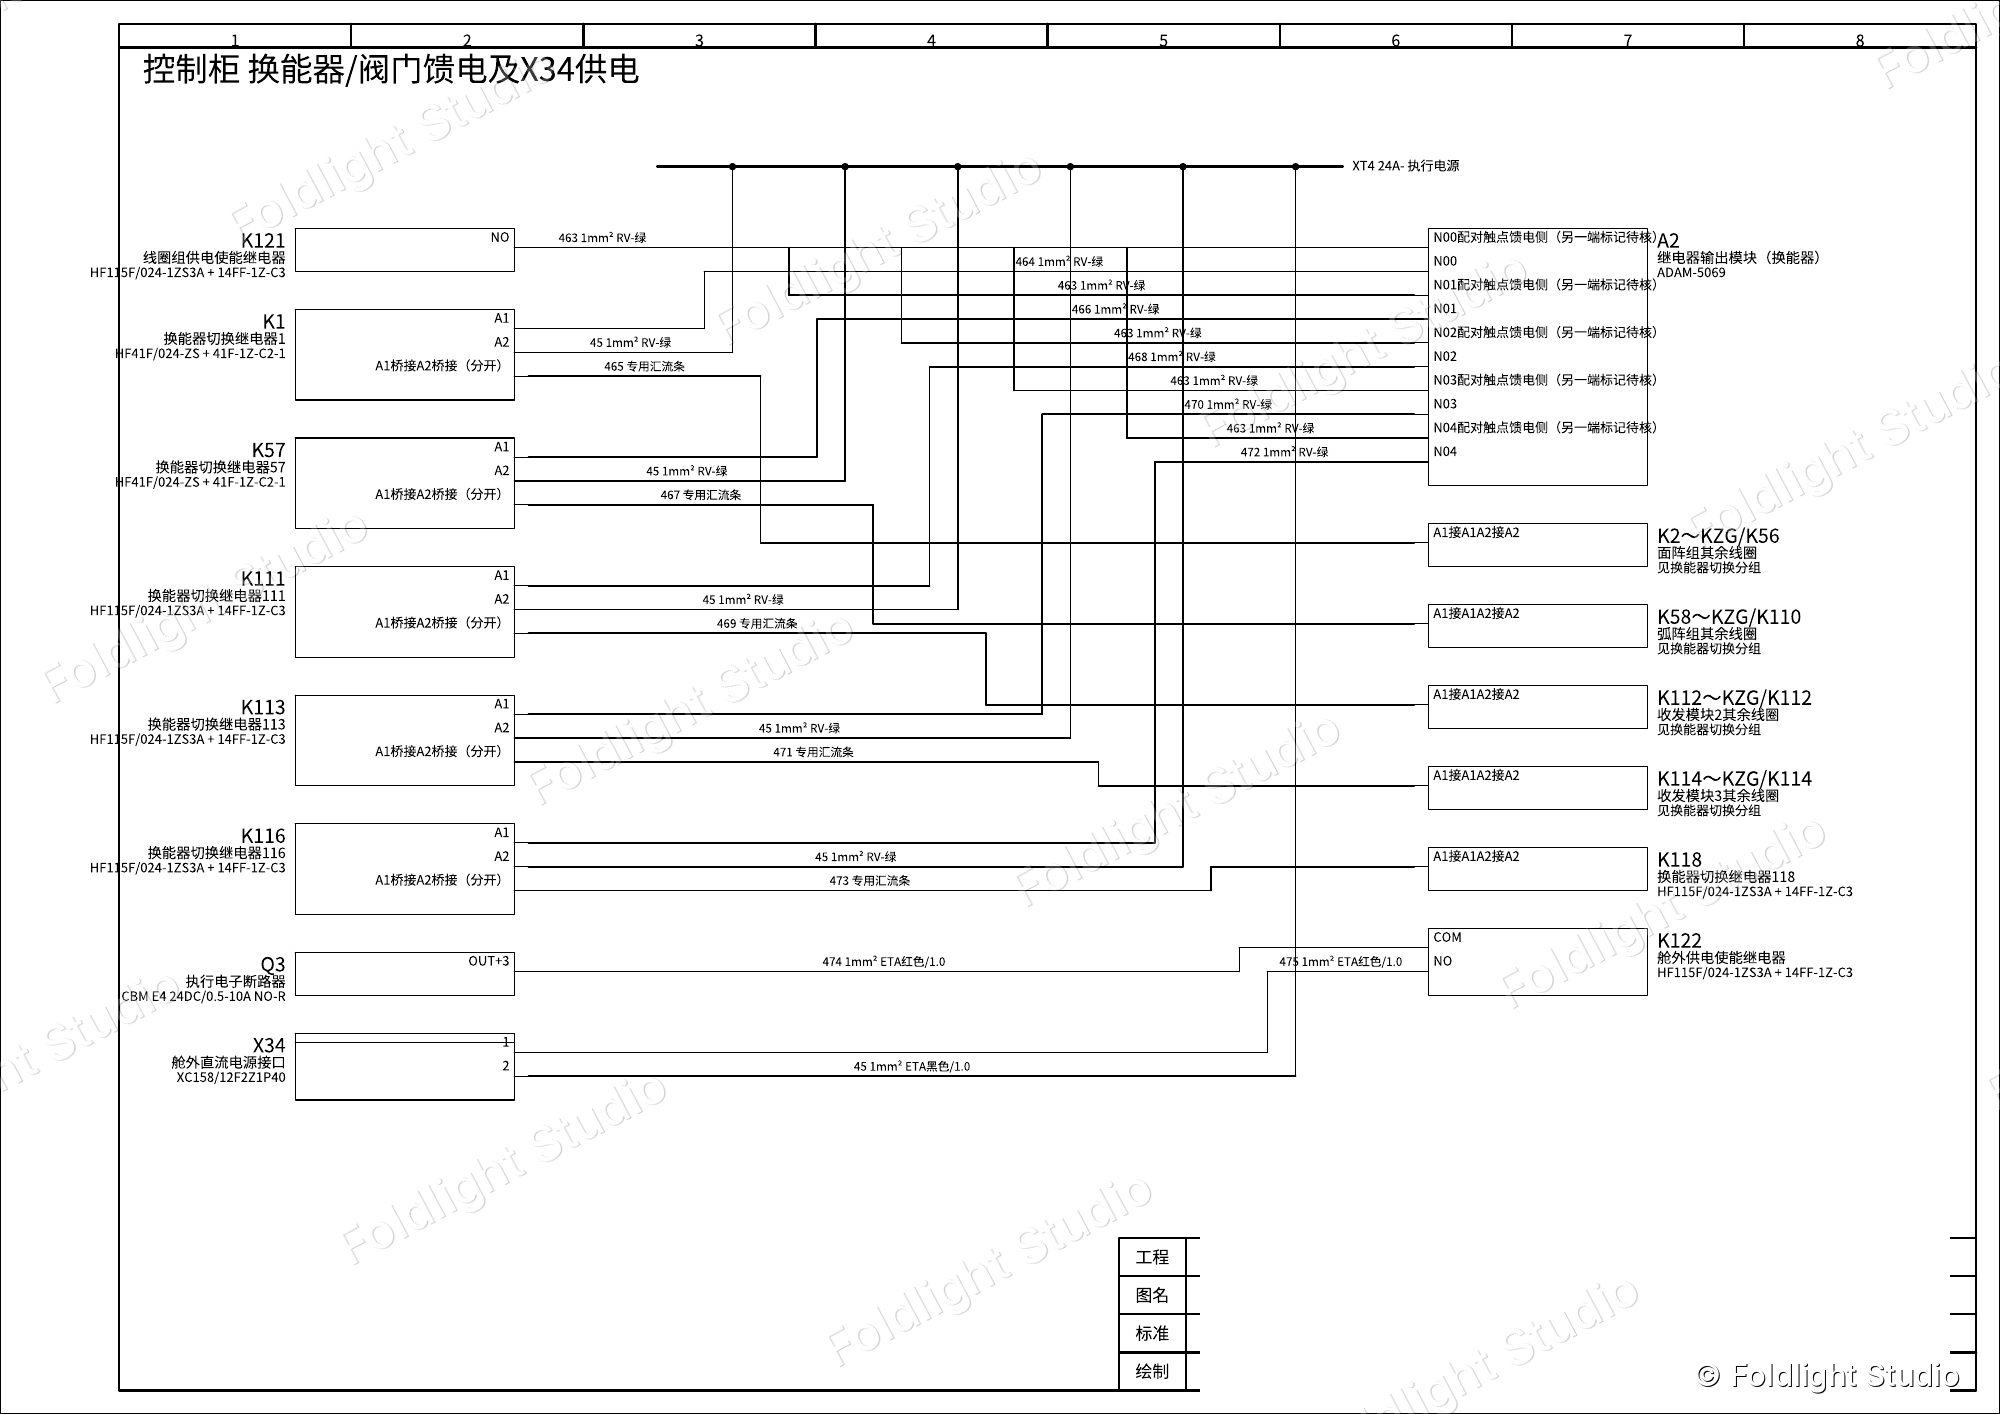 1 2 3 4 5 6 7 8
控制柜 换能器/阀门馈电及X34供电
XT4 24A- 执行电源
K121
线圈组供电使能继电器
HF115F/024-1ZS3A + 14FF-1Z-C3
NO
463 1mm² RV-绿
K1
换能器切换继电器1
HF41F/024-ZS + 41F-1Z-C2-1
A1
A2
A1桥接A2桥接（分开）
45 1mm² RV-绿
465 专用汇流条
K57
换能器切换继电器57
HF41F/024-ZS + 41F-1Z-C2-1
A1
A2
A1桥接A2桥接（分开）
45 1mm² RV-绿
467 专用汇流条
K111
换能器切换继电器111
HF115F/024-1ZS3A + 14FF-1Z-C3
A1
A2
A1桥接A2桥接（分开）
45 1mm² RV-绿
469 专用汇流条
K113
换能器切换继电器113
HF115F/024-1ZS3A + 14FF-1Z-C3
A1
A2
A1桥接A2桥接（分开）
45 1mm² RV-绿
471 专用汇流条
K116
换能器切换继电器116
HF115F/024-1ZS3A + 14FF-1Z-C3
A1
A2
A1桥接A2桥接（分开）
45 1mm² RV-绿
473 专用汇流条
Q3
执行电子断路器
CBM E4 24DC/0.5-10A NO-R
OUT+3
474 1mm² ETA红色/1.0
X34
舱外直流电源接口
XC158/12F2Z1P40
1
2
45 1mm² ETA黑色/1.0
464 1mm² RV-绿
463 1mm² RV-绿
466 1mm² RV-绿
463 1mm² RV-绿
468 1mm² RV-绿
463 1mm² RV-绿
470 1mm² RV-绿
463 1mm² RV-绿
472 1mm² RV-绿
475 1mm² ETA红色/1.0
N00配对触点馈电侧（另一端标记待核）
N00
N01配对触点馈电侧（另一端标记待核）
N01
N02配对触点馈电侧（另一端标记待核）
N02
N03配对触点馈电侧（另一端标记待核）
N03
N04配对触点馈电侧（另一端标记待核）
N04
A2
继电器输出模块（换能器）
ADAM-5069
A1接A1A2接A2
K2～KZG/K56
面阵组其余线圈
见换能器切换分组
A1接A1A2接A2
K58～KZG/K110
弧阵组其余线圈
见换能器切换分组
A1接A1A2接A2
K112～KZG/K112
收发模块2其余线圈
见换能器切换分组
A1接A1A2接A2
K114～KZG/K114
收发模块3其余线圈
见换能器切换分组
A1接A1A2接A2
K118
换能器切换继电器118
HF115F/024-1ZS3A + 14FF-1Z-C3
COM
NO
K122
舱外供电使能继电器
HF115F/024-1ZS3A + 14FF-1Z-C3
工程
图名
标准
绘制
© Foldlight Studio
Foldlight Studio